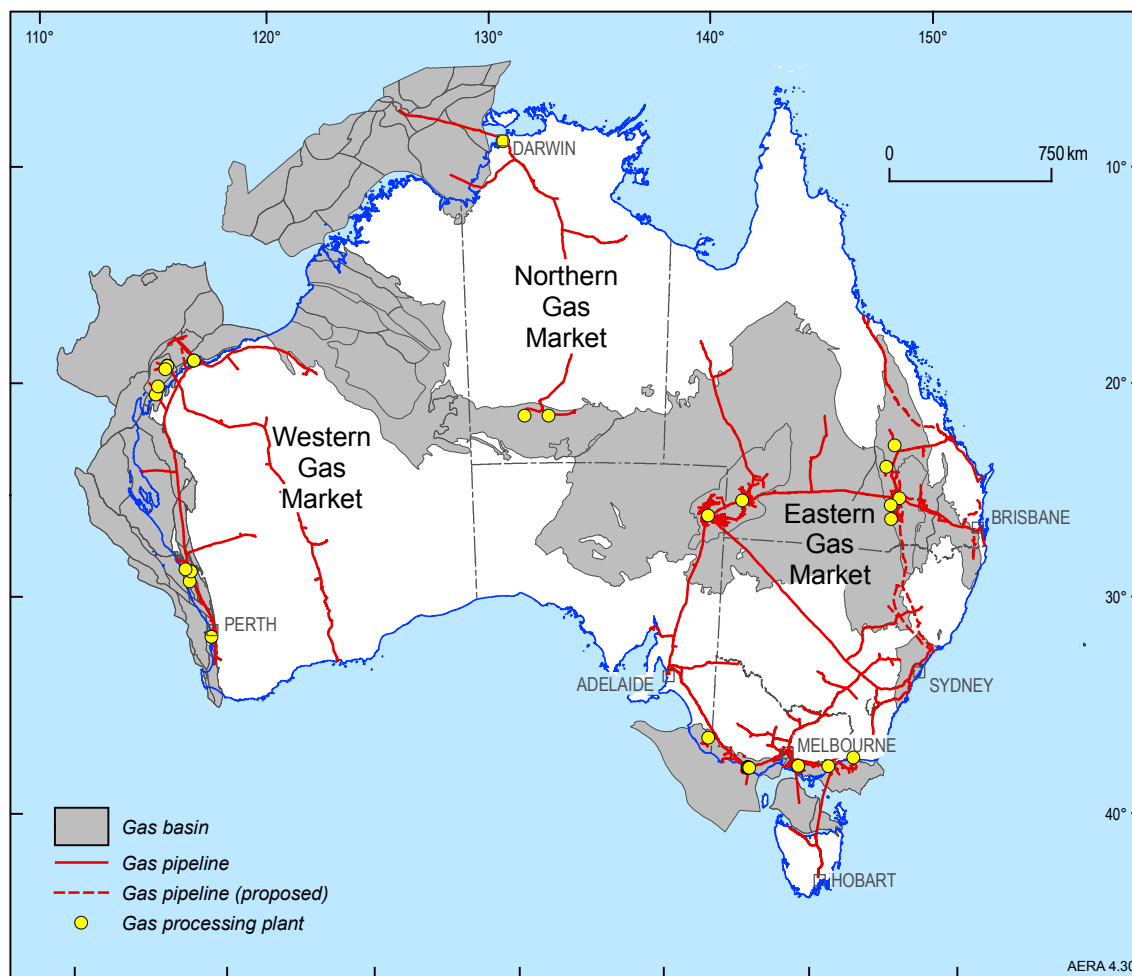 110°
120°
130°
140°
150°
DARWIN
0
750 km
10°
Northern
Gas
Market
20°
Western
Gas
Market
Eastern
Gas
Market
BRISBANE
30°
PERTH
ADELAIDE
SYDNEY
MELBOURNE
40°
HOBART
Gas basin
Gas pipeline
Gas pipeline (proposed)
Gas processing plant
AERA 4.30